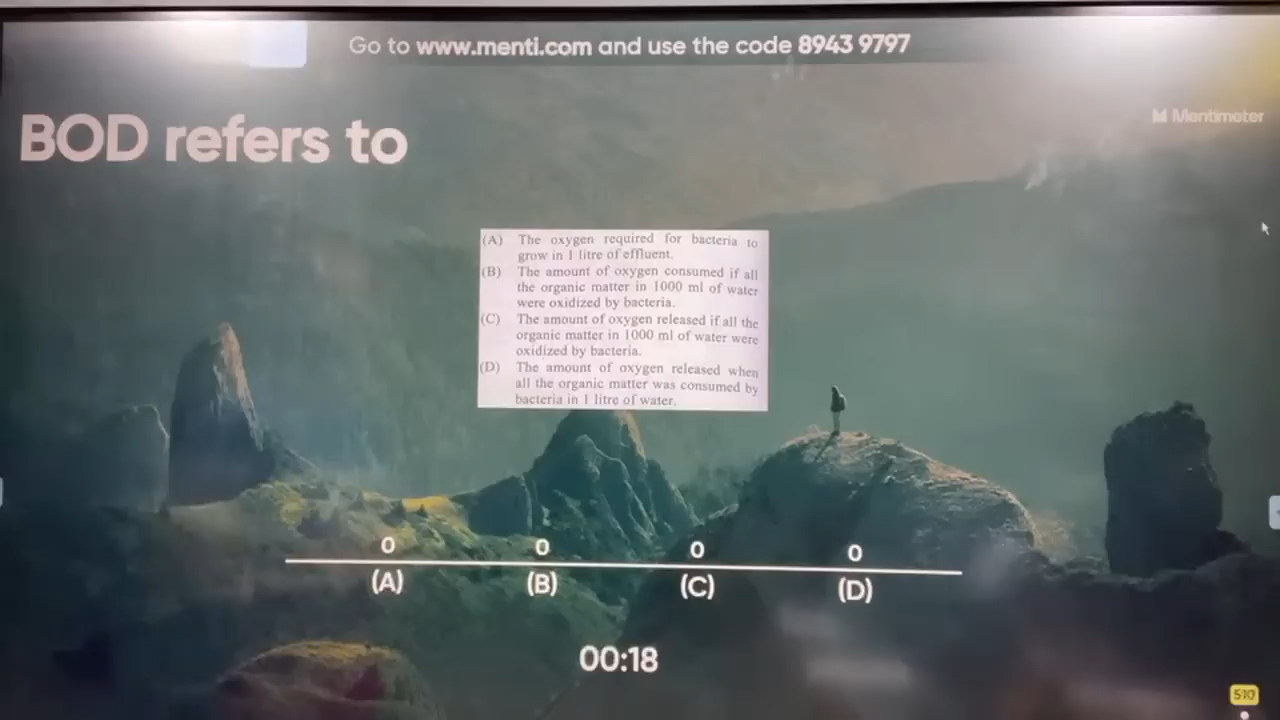 Go to www.menti.com and use the code 8943 9797
BOD refers to
Mentimeter
(A) The oxygen required for bacteria to
grow in 1 litre of effluent.
(B) The amount of oxygen consumed if all
the organic matter in 1000 ml of water
were oxidized by bacteria.
(C) The amount of oxygen released if all the
organic matter in 1000 ml of water were
oxidized by bacteria.
(D) The amount of oxygen released when
all the organic matter was consumed by
bacteria in 1 litre of water.
0 0 0 0
(A) (B) (C) (D)
00:18